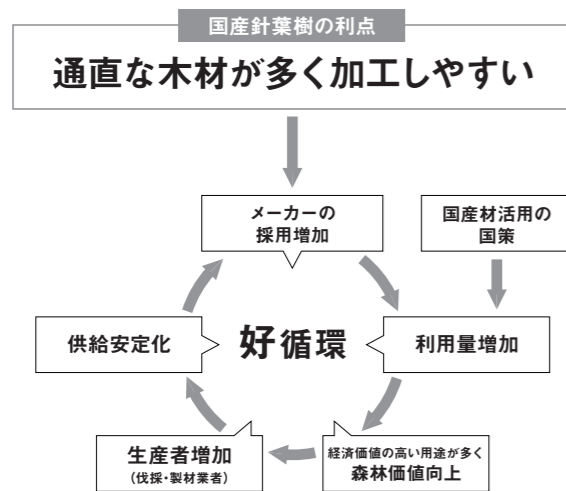 国産針葉樹の利点
通直な木材が多く加工しやすい
メーカーの
採用増加
国産材活用の
国策
供給安定化
好循環
利用量増加
生産者増加
(伐採・製材業者)
経済価値の高い用途が多く
森林価値向上